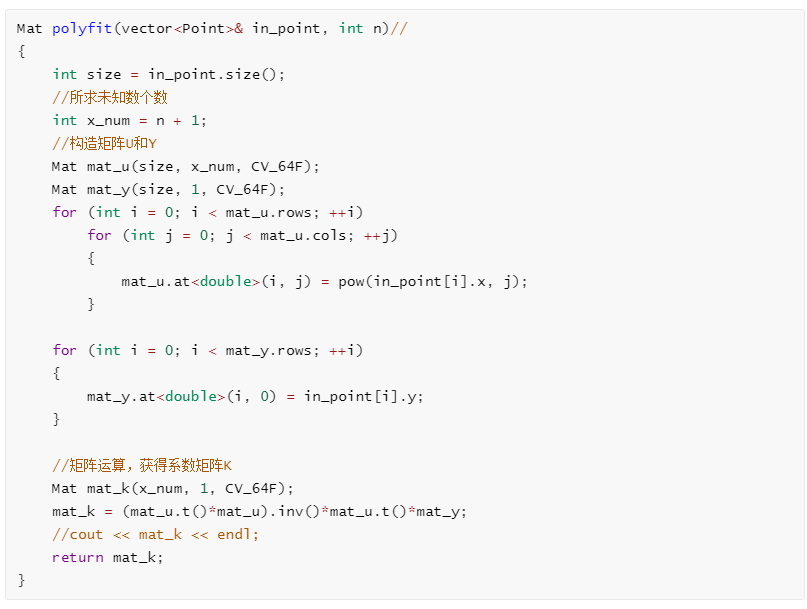 Mat polyfit(vector<Point>& in_point, int n)//
{
    int size = in_point.size();
    //所求未知数个数
    int x_num = n + 1;
    //构造矩阵U和Y
    Mat mat_u(size, x_num, CV_64F);
    Mat mat_y(size, 1, CV_64F);
    for (int i = 0; i < mat_u.rows; ++i)
        for (int j = 0; j < mat_u.cols; ++j)
        {
            mat_u.at<double>(i, j) = pow(in_point[i].x, j);
        }

    for (int i = 0; i < mat_y.rows; ++i)
    {
        mat_y.at<double>(i, 0) = in_point[i].y;
    }

    //矩阵运算，获得系数矩阵K
    Mat mat_k(x_num, 1, CV_64F);
    mat_k = (mat_u.t()*mat_u).inv()*mat_u.t()*mat_y;
    //cout << mat_k << endl;
    return mat_k;
}